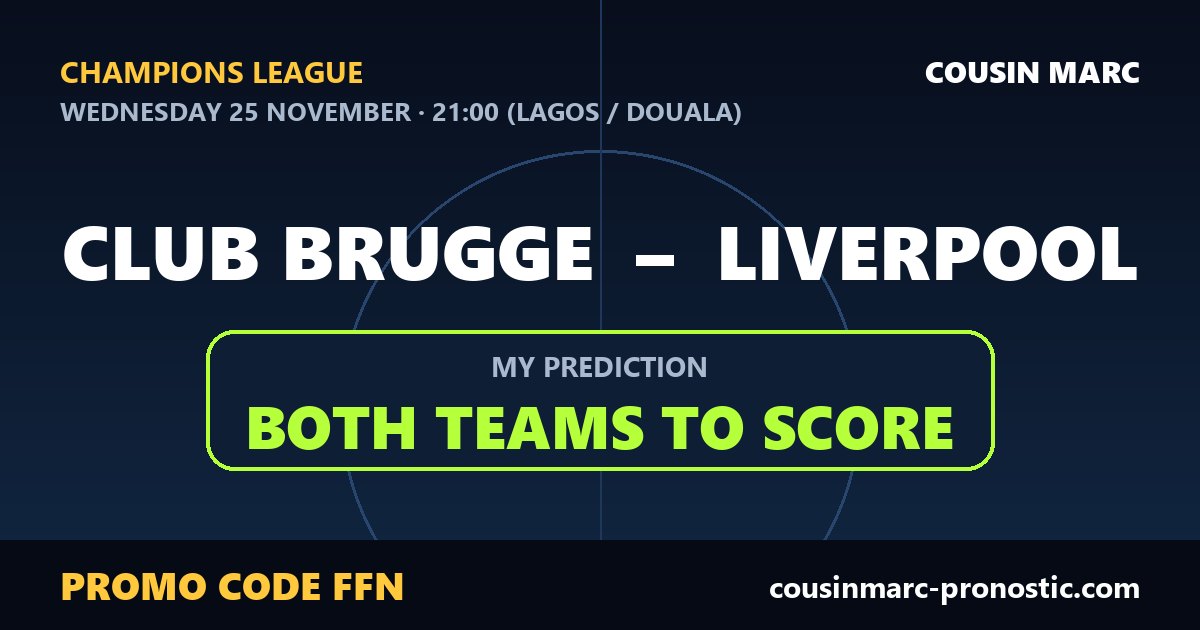 CHAMPIONS LEAGUE
COUSIN MARC
WEDNESDAY 25 NOVEMBER · 21:00 (LAGOS / DOUALA)
CLUB BRUGGE – LIVERPOOL
MY PREDICTION
BOTH TEAMS TO SCORE
PROMO CODE FFN
cousinmarc-pronostic.com